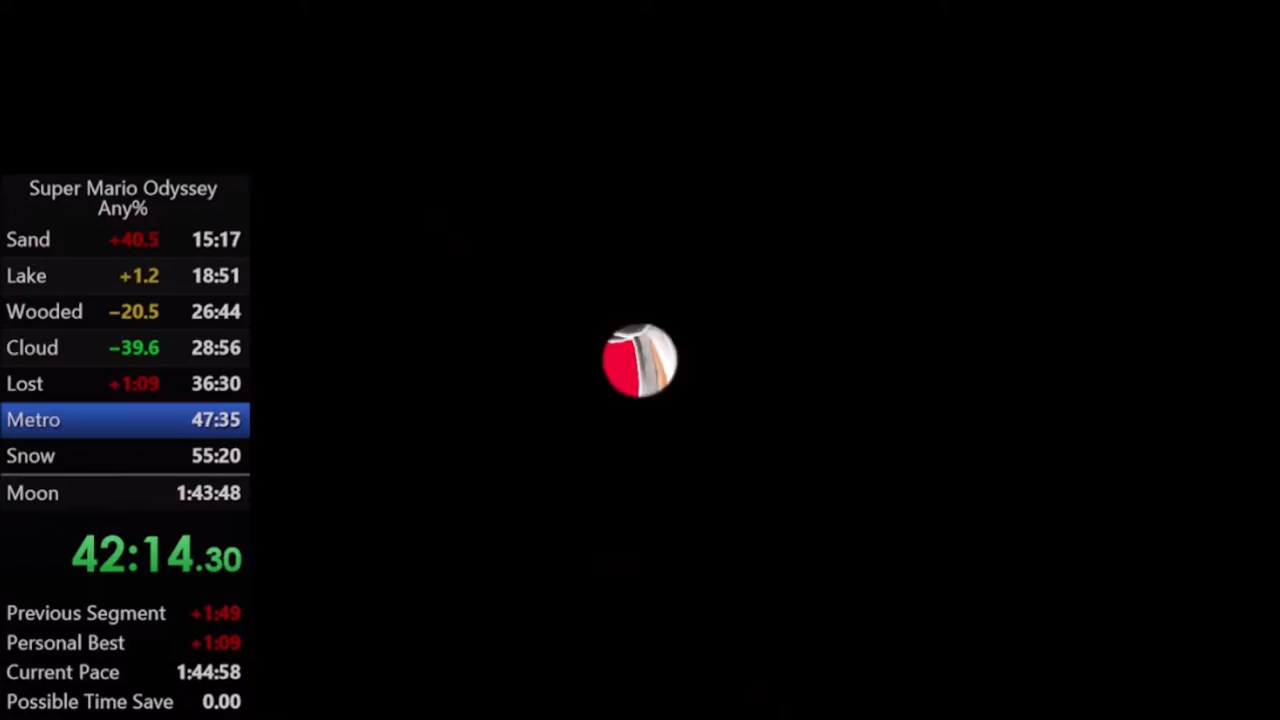 Super Mario Odyssey
Any%
Sand +40.5 15:17
Lake +1.2 18:51
Wooded −20.5 26:44
Cloud −39.6 28:56
Lost +1:09 36:30
Metro 47:35
Snow 55:20
Moon 1:43:48
42:14.30
Previous Segment +1:49
Personal Best +1:09
Current Pace 1:44:58
Possible Time Save 0.00